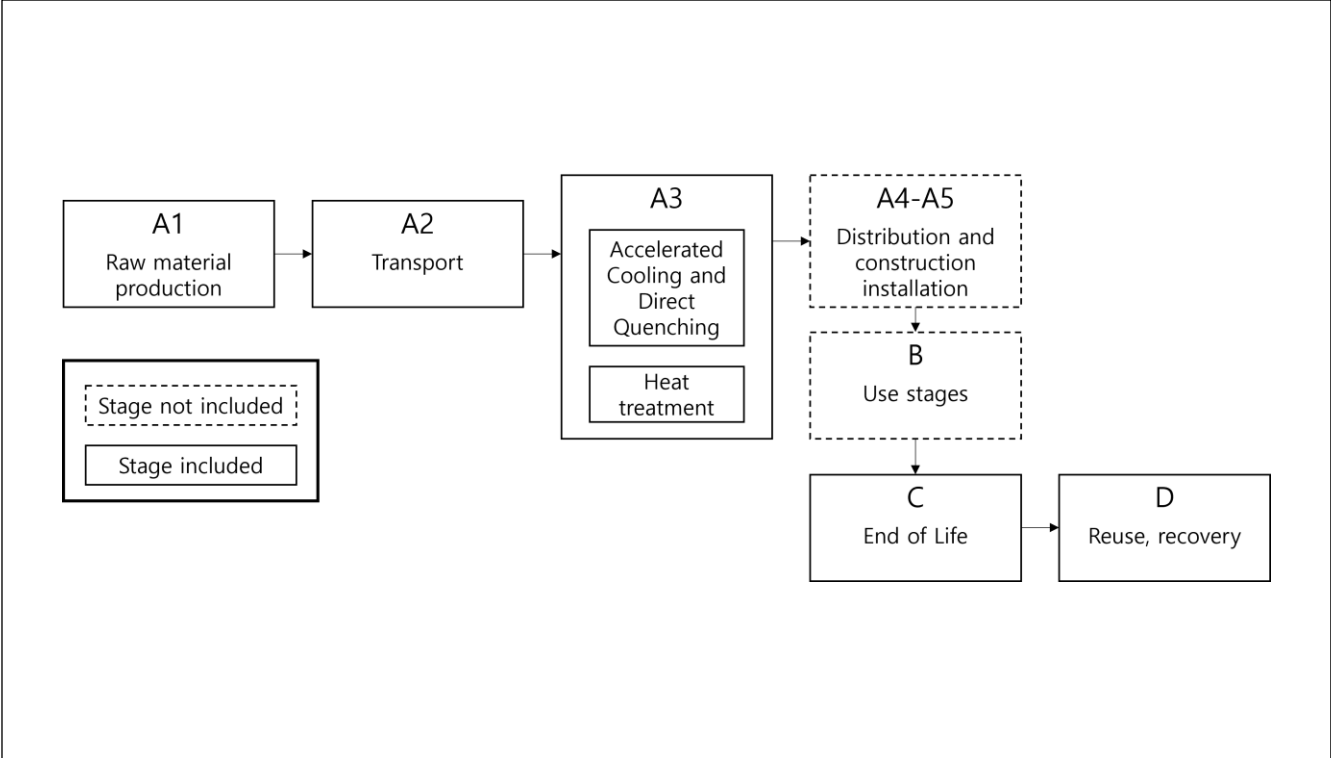 A1
Raw material
production
A2
Transport
A3
Accelerated
Cooling and
Direct
Quenching
Heat
treatment
A4-A5
Distribution and
construction
installation
B
Use stages
C
End of Life
D
Reuse, recovery
Stage not included
Stage included